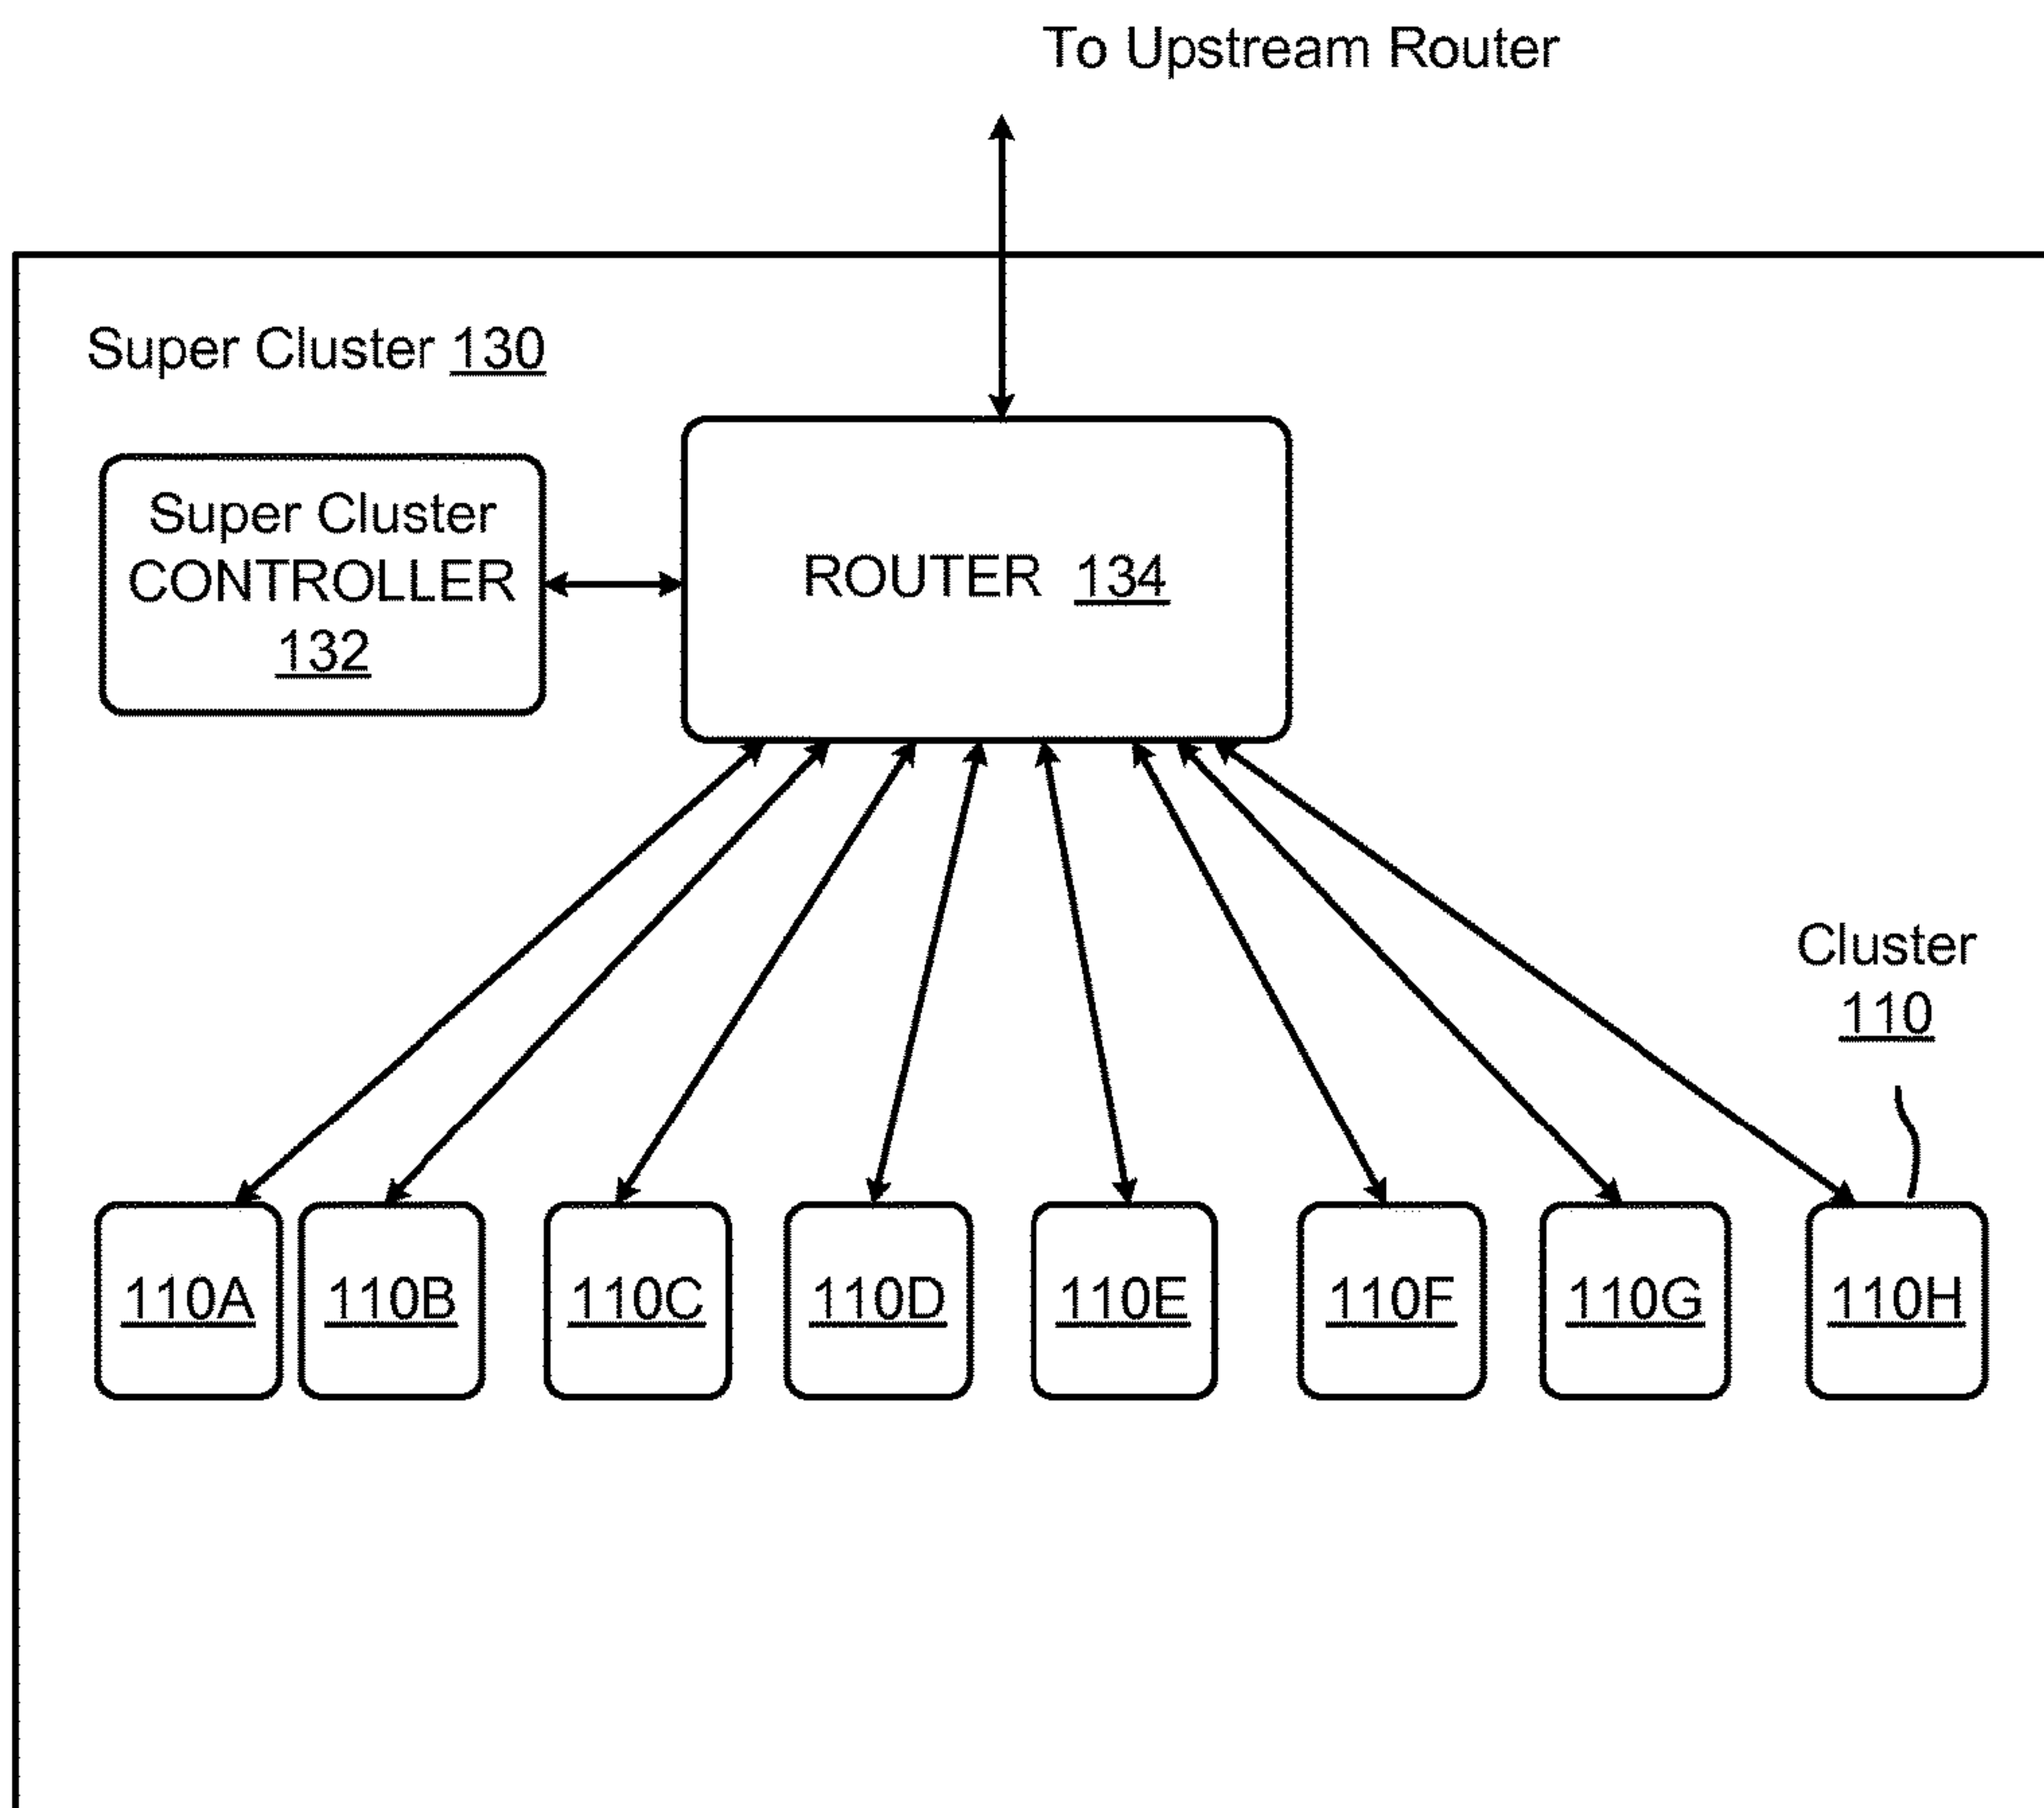 To Upstream Router
Super Cluster 130
Super Cluster
CONTROLLER
132
ROUTER 134
Cluster
110
110A 110B 110C 110D 110E 110F 110G 110H